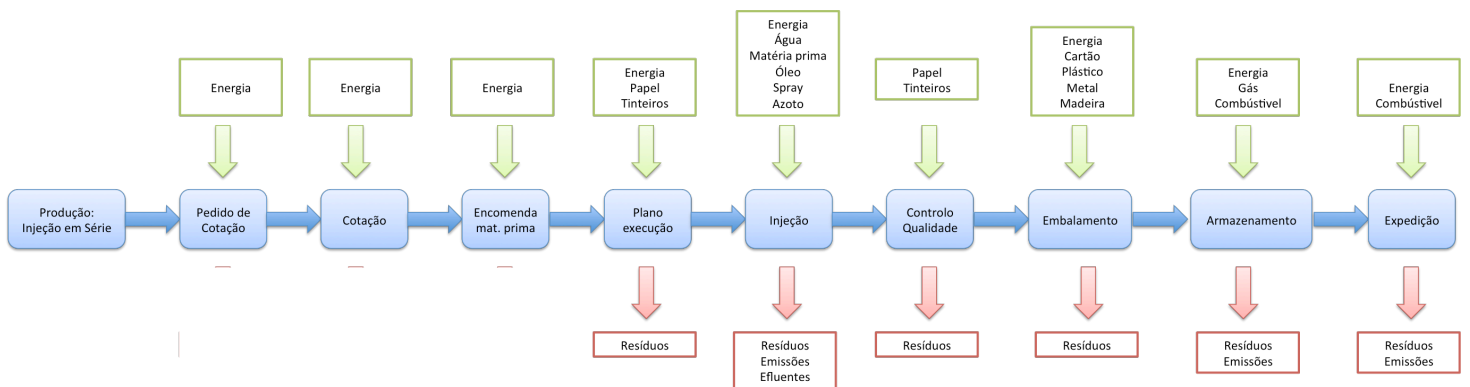 Energia
Energia
Energia
Energia
Papel
Tinteiros
Energia
Água
Matéria prima
Óleo
Spray
Azoto
Papel
Tinteiros
Energia
Cartão
Plástico
Metal
Madeira
Energia
Gás
Combústivel
Energia
Combústivel
Produção:
Injeção em Série
Pedido de
Cotação
Cotação
Encomenda
mat. prima
Plano
execução
Injeção
Controlo
Qualidade
Embalamento
Armazenamento
Expedição
Resíduos
Resíduos
Emissões
Efluentes
Resíduos
Resíduos
Resíduos
Emissões
Resíduos
Emissões